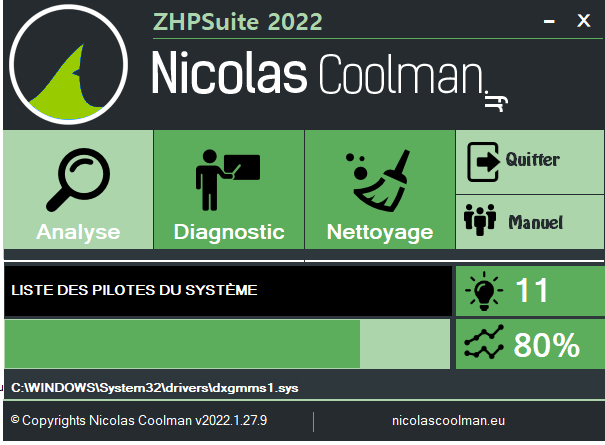 ZHPSuite 2022
– X
Nicolas Coolman.fr
Analyse
Diagnostic
Nettoyage
Quitter
Manuel
LISTE DES PILOTES DU SYSTÈME
11
80%
C:\WINDOWS\System32\drivers\dxgmms1.sys
© Copyrights Nicolas Coolman v2022.1.27.9
nicolascoolman.eu